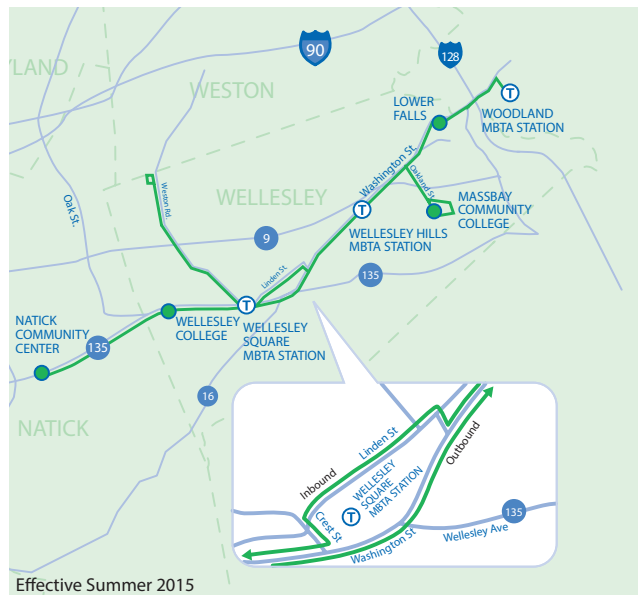 90
128
YLAND
WESTON
LOWER
FALLS
WOODLAND
MBTA STATION
T
Washington St.
Oakland St.
Weston Rd.
Oak St.
WELLESLEY
MASSBAY
COMMUNITY
COLLEGE
T
WELLESLEY HILLS
MBTA STATION
9
Linden St.
135
NATICK
COMMUNITY
CENTER
135
WELLESLEY
COLLEGE
T
WELLESLEY
SQUARE
MBTA STATION
16
NATICK
Linden St
Inbound
Outbound
WELLESLEY
SQUARE
MBTA STATION
T
Crest St
Washington St
Wellesley Ave
135
Effective Summer 2015